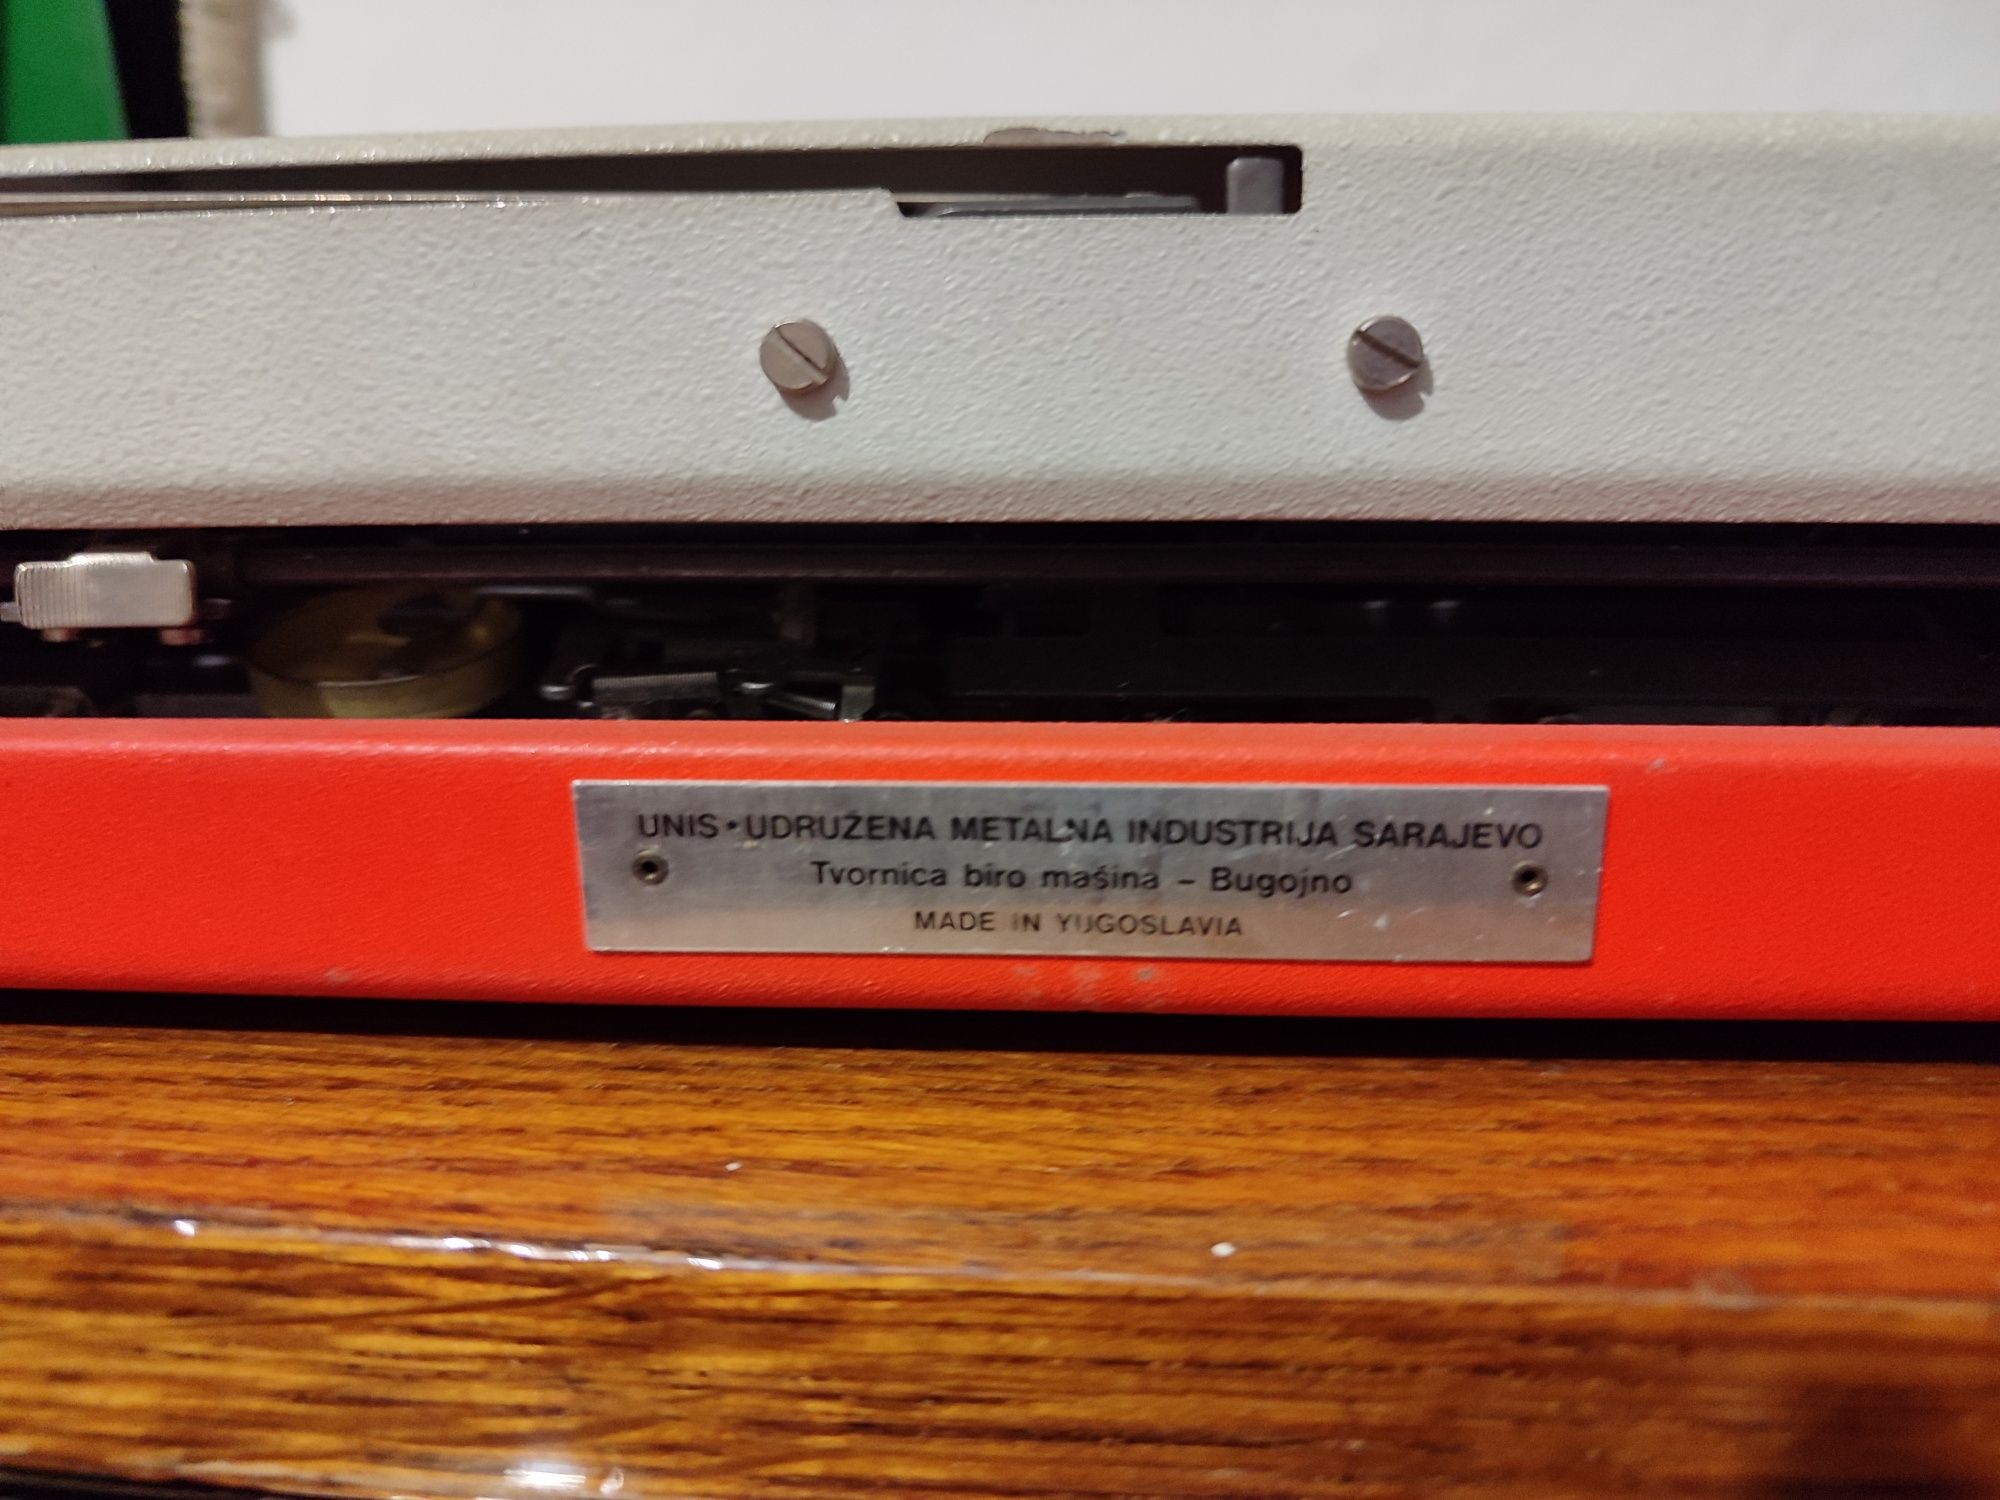 UNIS • UDRUŽENA METALNA INDUSTRIJA SARAJEVO
Tvornica biro mašina – Bugojno
MADE IN YUGOSLAVIA